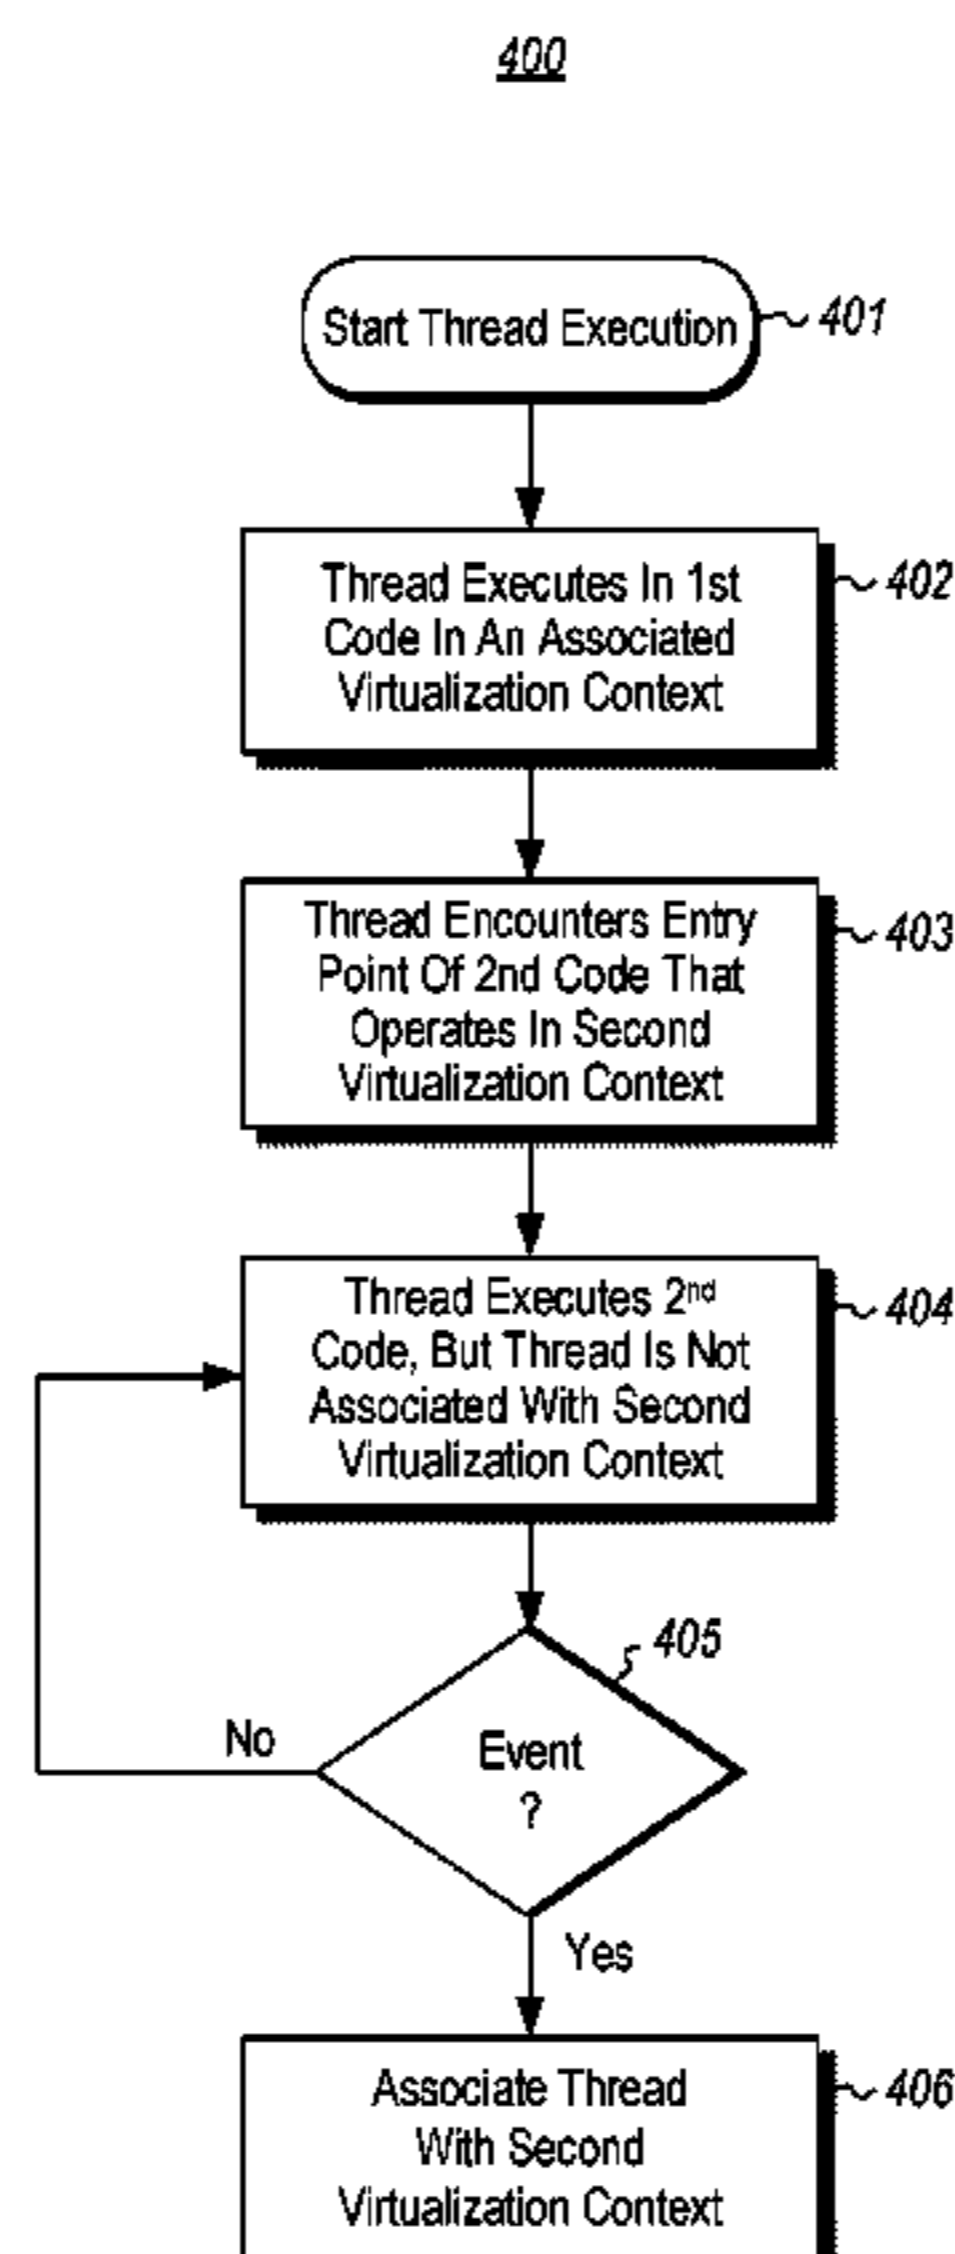 400
Start Thread Execution
401
Thread Executes In 1st
Code In An Associated
Virtualization Context
402
Thread Encounters Entry
Point Of 2nd Code That
Operates In Second
Virtualization Context
403
Thread Executes 2nd
Code, But Thread Is Not
Associated With Second
Virtualization Context
404
405
Event
?
No
Yes
Associate Thread
With Second
Virtualization Context
406